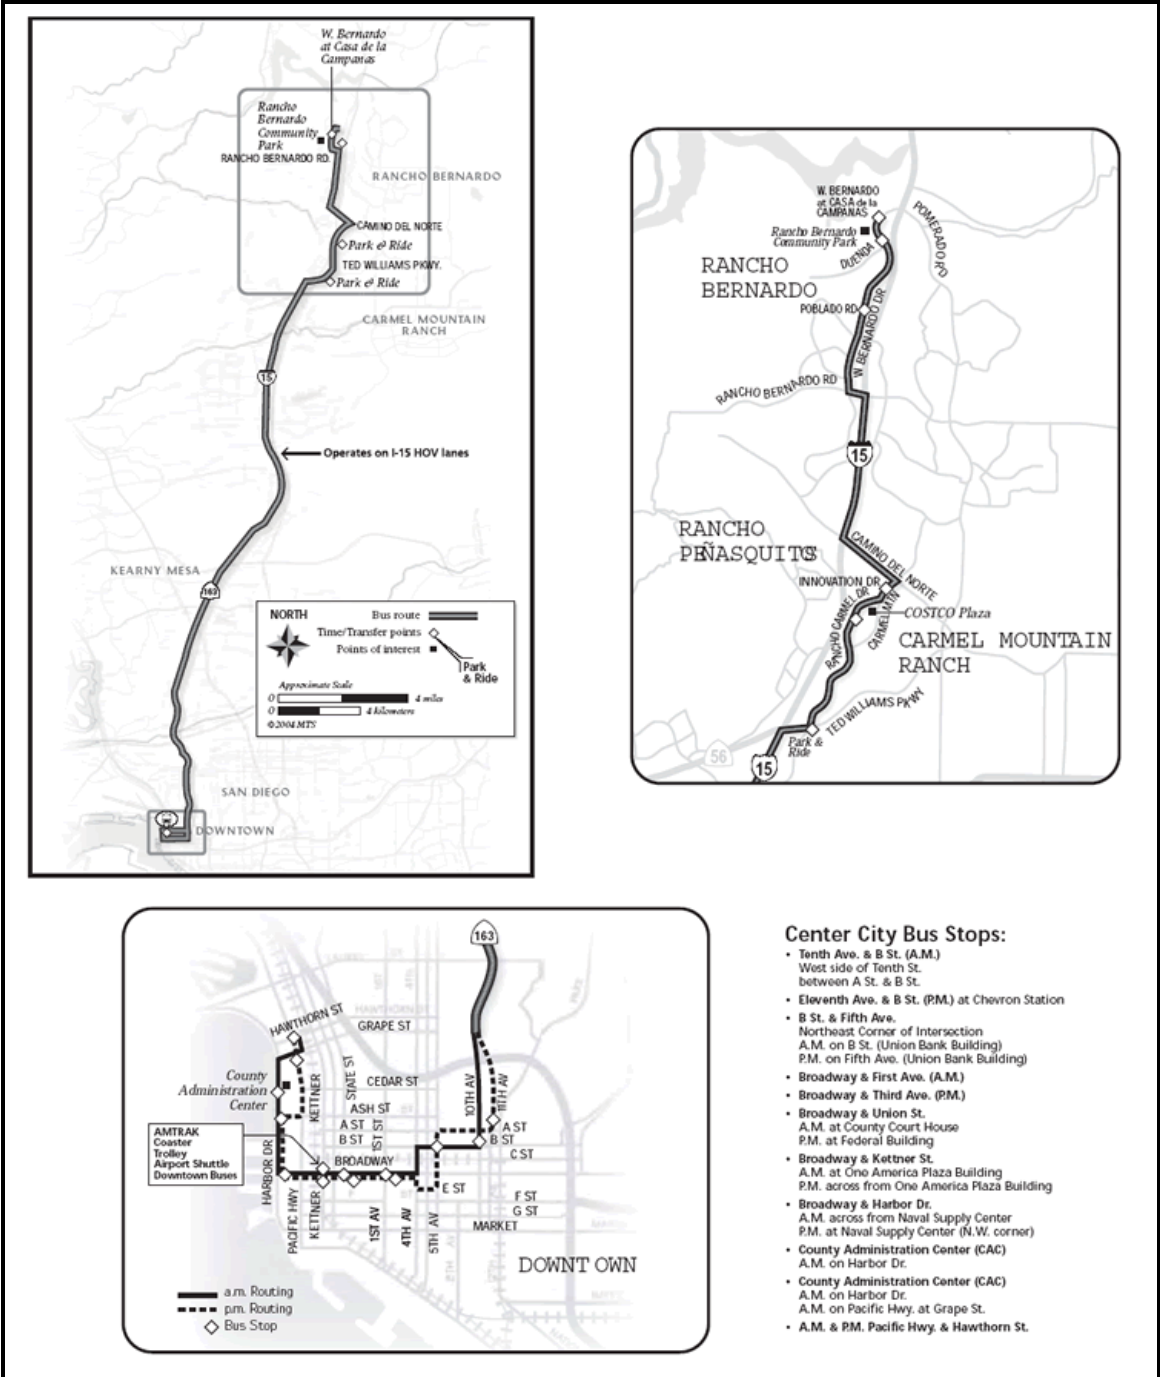 W. Bernardo
at Casa de la
Campanas
Rancho
Bernardo
Community
Park
RANCHO BERNARDO RD.
RANCHO BERNARDO
CAMINO DEL NORTE
Park & Ride
TED WILLIAMS PKWY.
Park & Ride
CARMEL MOUNTAIN
RANCH
15
Operates on I-15 HOV lanes
KEARNY MESA
163
NORTH
Bus route
Time/Transfer points
Points of interest
Park
& Ride
Approximate Scale
0 4 miles
0 4 kilometers
©2004 MTS
SAN DIEGO
DOWNTOWN
W. BERNARDO
at CASA de la
CAMPANAS
Rancho Bernardo
Community Park
DUENDA
POMERADO RD
RANCHO
BERNARDO
POBLADO RD
W BERNARDO DR
RANCHO BERNARDO RD
15
RANCHO
PEÑASQUITOS
CAMINO DEL NORTE
INNOVATION DR
RANCHO CARMEL DR
CARMEL MTN
COSTCO Plaza
CARMEL MOUNTAIN
RANCH
TED WILLIAMS PKWY
Park &
Ride
56
15
163
HAWTHORN ST
HAWTHORN ST
GRAPE ST
County
Administration
Center
KETTNER
STATE ST
CEDAR ST
10TH AV
11TH AV
ASH ST
A ST
B ST
1ST ST
A ST
B ST
C ST
AMTRAK
Coaster
Trolley
Airport Shuttle
Downtown Buses
BROADWAY
HARBOR DR
PACIFIC HWY
KETTNER
1ST AV
4TH AV
5TH AV
E ST
F ST
G ST
MARKET
DOWNT OWN
a.m. Routing
p.m. Routing
Bus Stop
Center City Bus Stops:
• Tenth Ave. & B St. (A.M.)
West side of Tenth St.
between A St. & B St.
• Eleventh Ave. & B St. (P.M.) at Chevron Station
• B St. & Fifth Ave.
Northeast Corner of Intersection
A.M. on B St. (Union Bank Building)
P.M. on Fifth Ave. (Union Bank Building)
• Broadway & First Ave. (A.M.)
• Broadway & Third Ave. (P.M.)
• Broadway & Union St.
A.M. at County Court House
P.M. at Federal Building
• Broadway & Kettner St.
A.M. at One America Plaza Building
P.M. across from One America Plaza Building
• Broadway & Harbor Dr.
A.M. across from Naval Supply Center
P.M. at Naval Supply Center (N.W. corner)
• County Administration Center (CAC)
A.M. on Harbor Dr.
• County Administration Center (CAC)
A.M. on Harbor Dr.
A.M. on Pacific Hwy. at Grape St.
• A.M. & P.M. Pacific Hwy. & Hawthorn St.